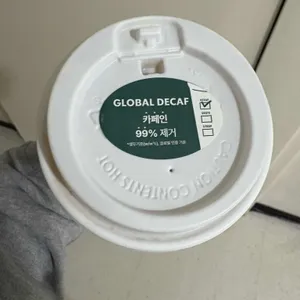 GLOBAL DECAF
카페인
99% 제거
CAUTION CONTENTS HOT